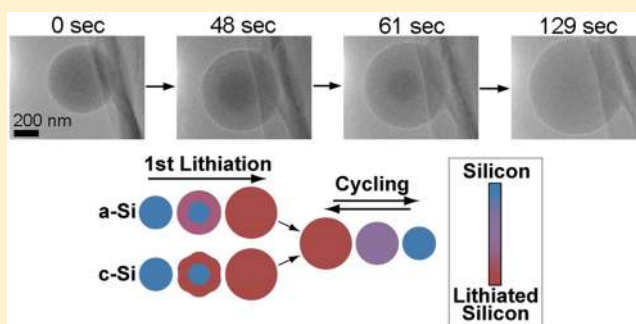 0 sec 48 sec 61 sec 129 sec
200 nm
1st Lithiation
Cycling
a-Si
c-Si
Silicon
Lithiated
Silicon